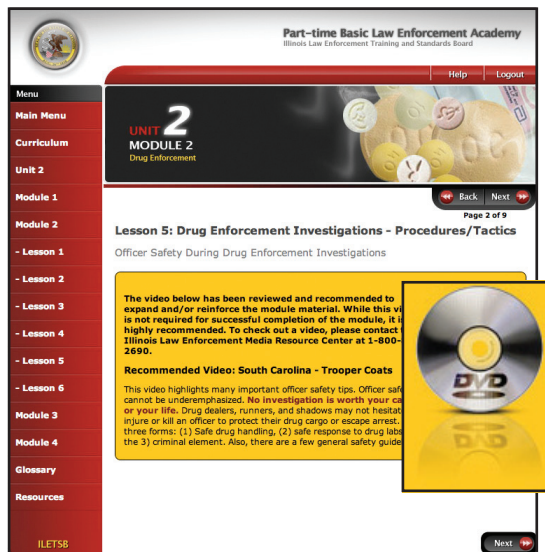 Part-time Basic Law Enforcement Academy
Illinois Law Enforcement Training and Standards Board
Help
Logout
Menu
Main Menu
Curriculum
Unit 2
Module 1
Module 2
- Lesson 1
- Lesson 2
- Lesson 3
- Lesson 4
- Lesson 5
- Lesson 6
Module 3
Module 4
Glossary
Resources
ILETSB
UNIT 2
MODULE 2
Drug Enforcement
OC
Back
Next
Page 2 of 9
Lesson 5: Drug Enforcement Investigations - Procedures/Tactics
Officer Safety During Drug Enforcement Investigations
The video below has been reviewed and recommended to
expand and/or reinforce the module material. While this
is not required for successful completion of the module, it
highly recommended. To check out a video, please contact
Illinois Law Enforcement Media Resource Center at 1-800-
2690.
Recommended Video: South Carolina - Trooper Coats
This video highlights many important officer safety tips. Officer
cannot be underemphasized. No investigation is worth your
or your life. Drug dealers, runners, and shadows may not
injure or kill an officer to protect their drug cargo or escape arrest.
three forms: (1) Safe drug handling, (2) safe response to drug labs
the 3) criminal element. Also, there are a few general safety
DVD
Next